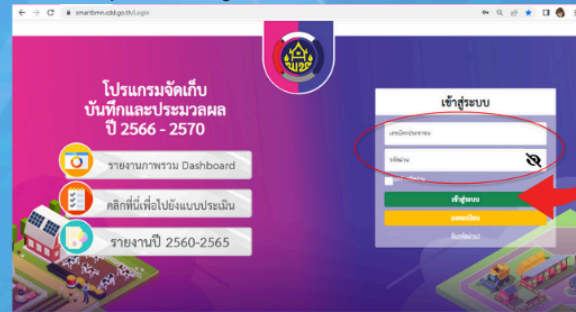 smartbmn.cdd.go.th/Login
พช.
โปรแกรมจัดเก็บ
บันทึกและประมวลผล
ปี 2566 - 2570
รายงานภาพรวม Dashboard
คลิกที่นี่เพื่อไปยังแบบประเมิน
รายงานปี 2560-2565
เข้าสู่ระบบ
เลขบัตรประชาชน
รหัสผ่าน
เข้าสู่ระบบ
ลงทะเบียน
ลืมรหัสผ่าน?